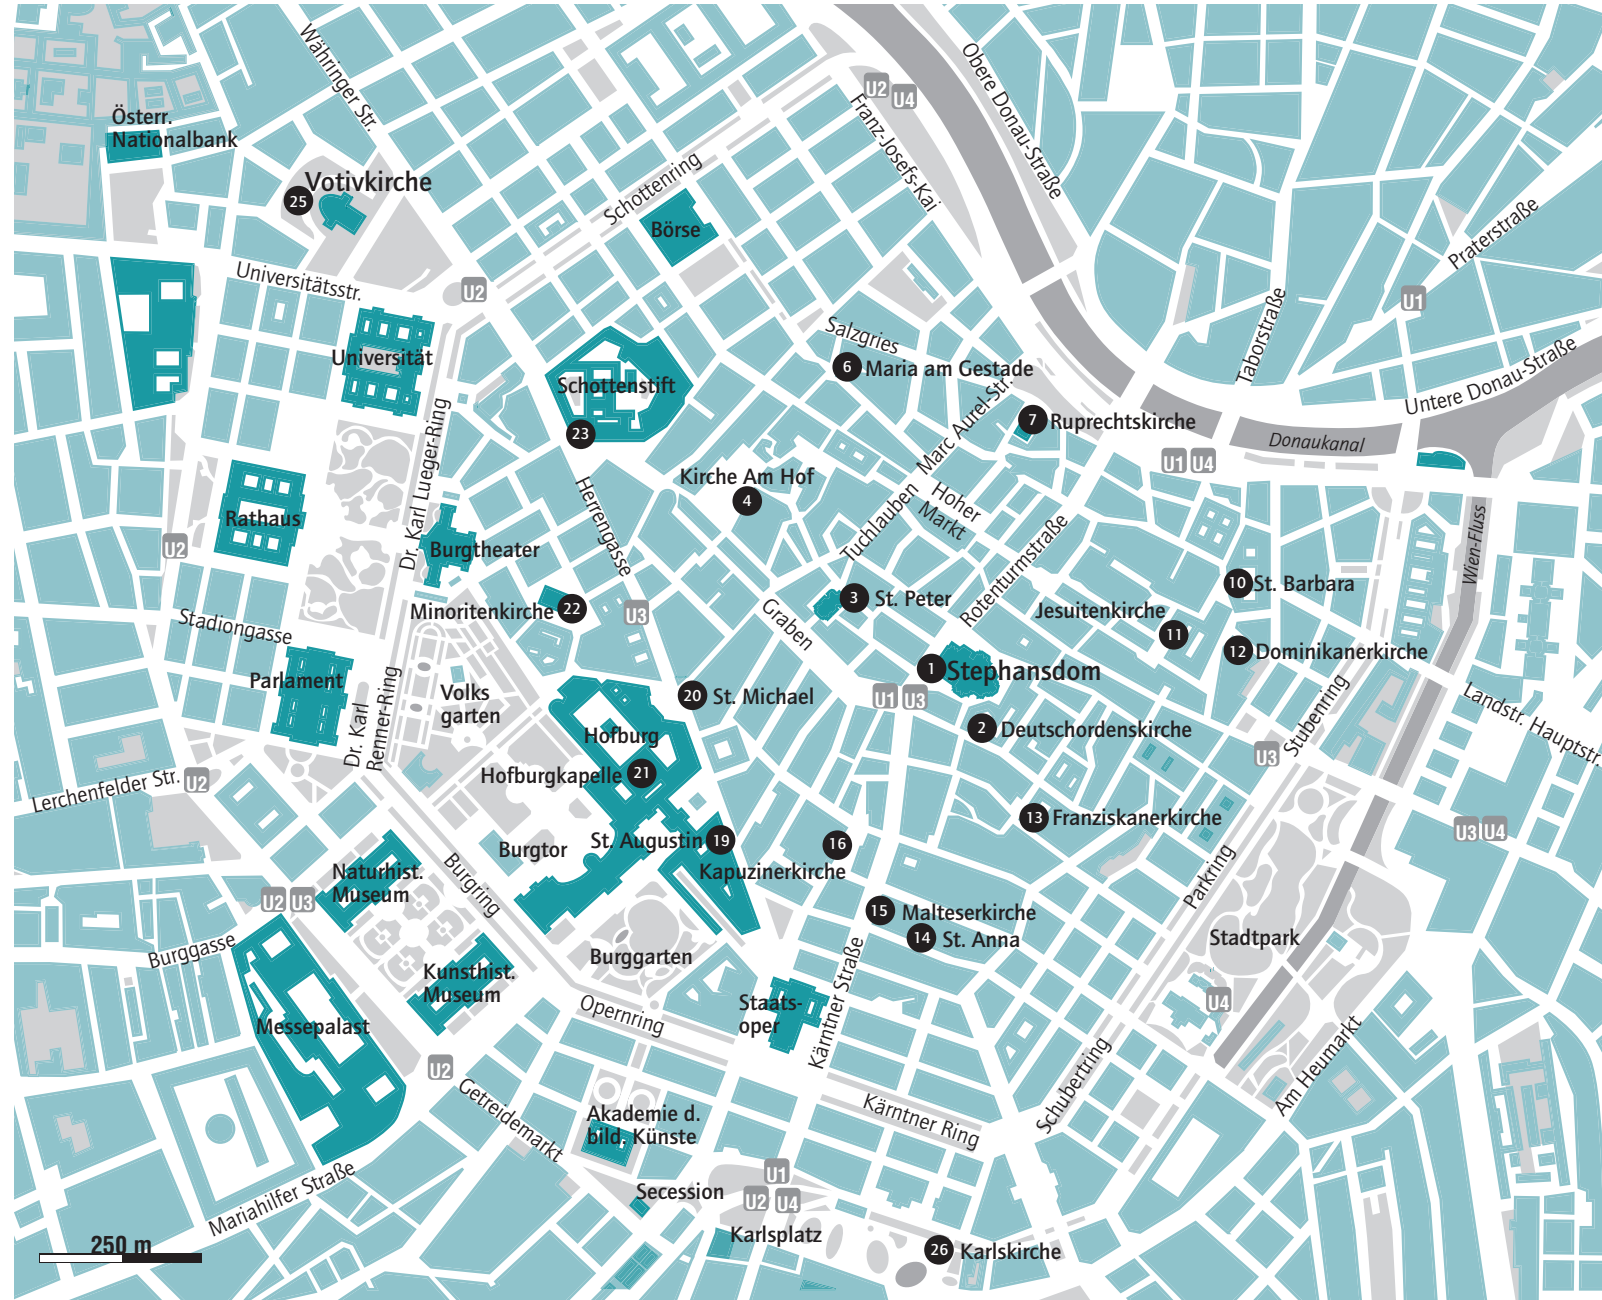 Währinger Str.
Obere Donau-Straße
U2
U4
Franz-Josefs-Kai
Österr.
Nationalbank
Votivkirche
25
Schottenring
Börse
Praterstraße
Universitätsstr.
U2
U1
Taborstraße
Salzgries
Universität
6
Maria am Gestade
Untere Donau-Straße
Schottenstift
23
7
Ruprechtskirche
Marc Aurel-Str.
Donaukanal
U1
U4
Dr. Karl Lueger-Ring
Kirche Am Hof
4
Herrengasse
Hoher
Markt
Tuchlauben
Rathaus
U2
Burgtheater
Wien-Fluss
Rotenturmstraße
10
St. Barbara
Minoritenkirche
22
U3
3
St. Peter
Jesuitenkirche
11
Stadiongasse
Graben
12
Dominikanerkirche
1
Stephansdom
Parlament
Volks
garten
20
St. Michael
U1
U3
Dr. Karl
Renner-Ring
Hofburg
2
Deutschordenskirche
Stubenring
Landstr. Hauptstr.
U3
Lerchenfelder Str.
U2
Hofburgkapelle
21
13
Franziskanerkirche
U3
U4
St. Augustin
19
16
Burgtor
Kapuzinerkirche
Naturhist.
Museum
Burgring
Parkring
U2
U3
15
Malteserkirche
14
St. Anna
Stadtpark
Burggasse
Burggarten
Kunsthist.
Museum
Kärntner Straße
Staats-
oper
U4
Opernring
Messepalast
U2
Am Heumarkt
Schubertring
Getreidemarkt
Akademie d.
bild. Künste
Kärntner Ring
Mariahilfer Straße
U1
Secession
U2
U4
Karlsplatz
250 m
26
Karlskirche